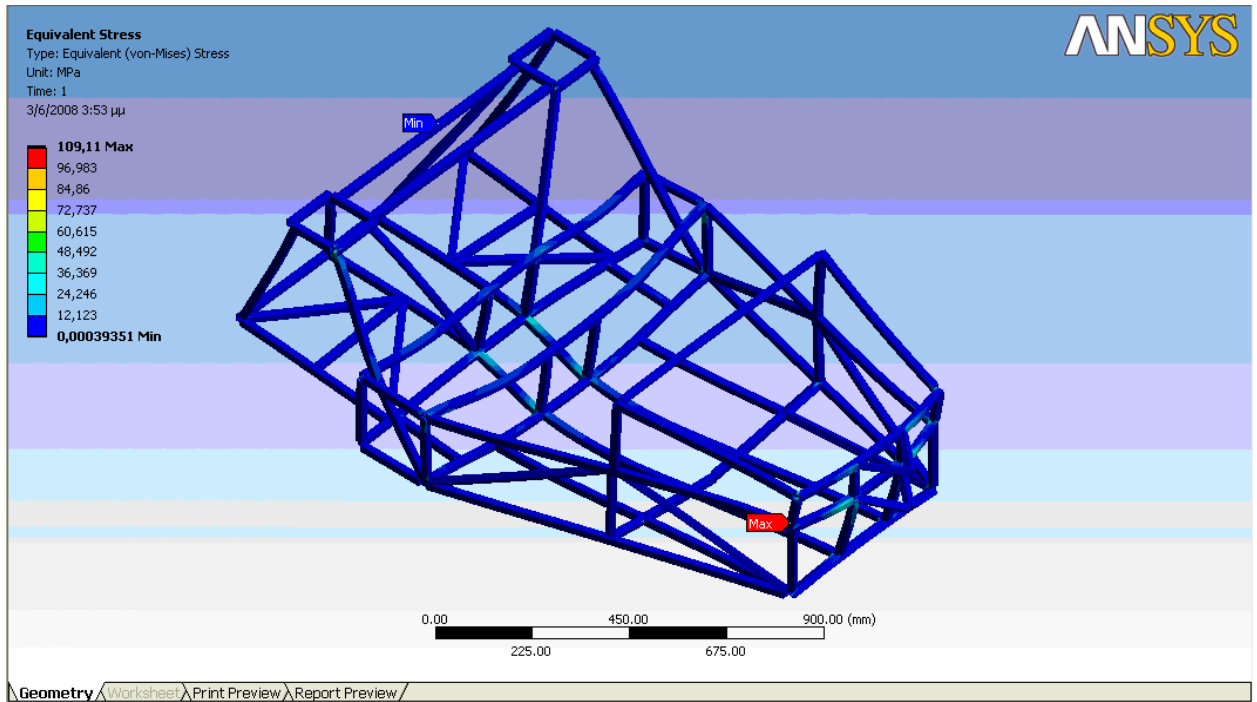 Equivalent Stress
Type: Equivalent (von-Mises) Stress
Unit: MPa
Time: 1
3/6/2008 3:53 μμ
ANSYS
109,11 Max
96,983
84,86
72,737
60,615
48,492
36,369
24,246
12,123
0,00039351 Min
Min
Max
0.00 450.00 900.00 (mm)
225.00 675.00
Geometry Worksheet Print Preview Report Preview